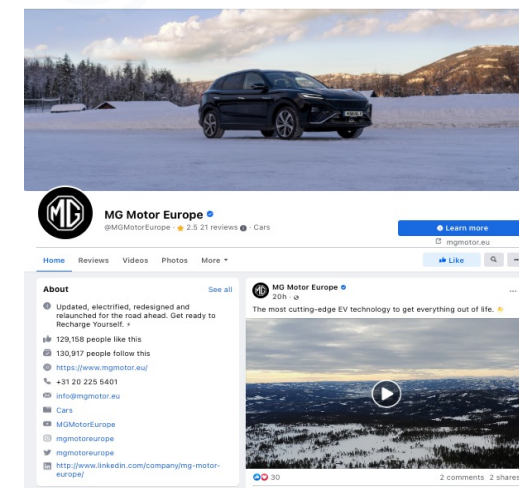 MG
MG Motor Europe
@MGMotorEurope · 2.5 21 reviews · Cars
Learn more
mgmotor.eu
Home Reviews Videos Photos More
Like
About See all
Updated, electrified, redesigned and
relaunched for the road ahead. Get ready to
Recharge Yourself. ⚡
129,158 people like this
130,917 people follow this
https://www.mgmotor.eu/
+31 20 225 5401
info@mgmotor.eu
Cars
MGMotorEurope
mgmotoreurope
mgmotoreurope
http://www.linkedin.com/company/mg-motor-
europe/
MG
MG Motor Europe
20h ·
The most cutting-edge EV technology to get everything out of life.
30 2 comments 2 shares